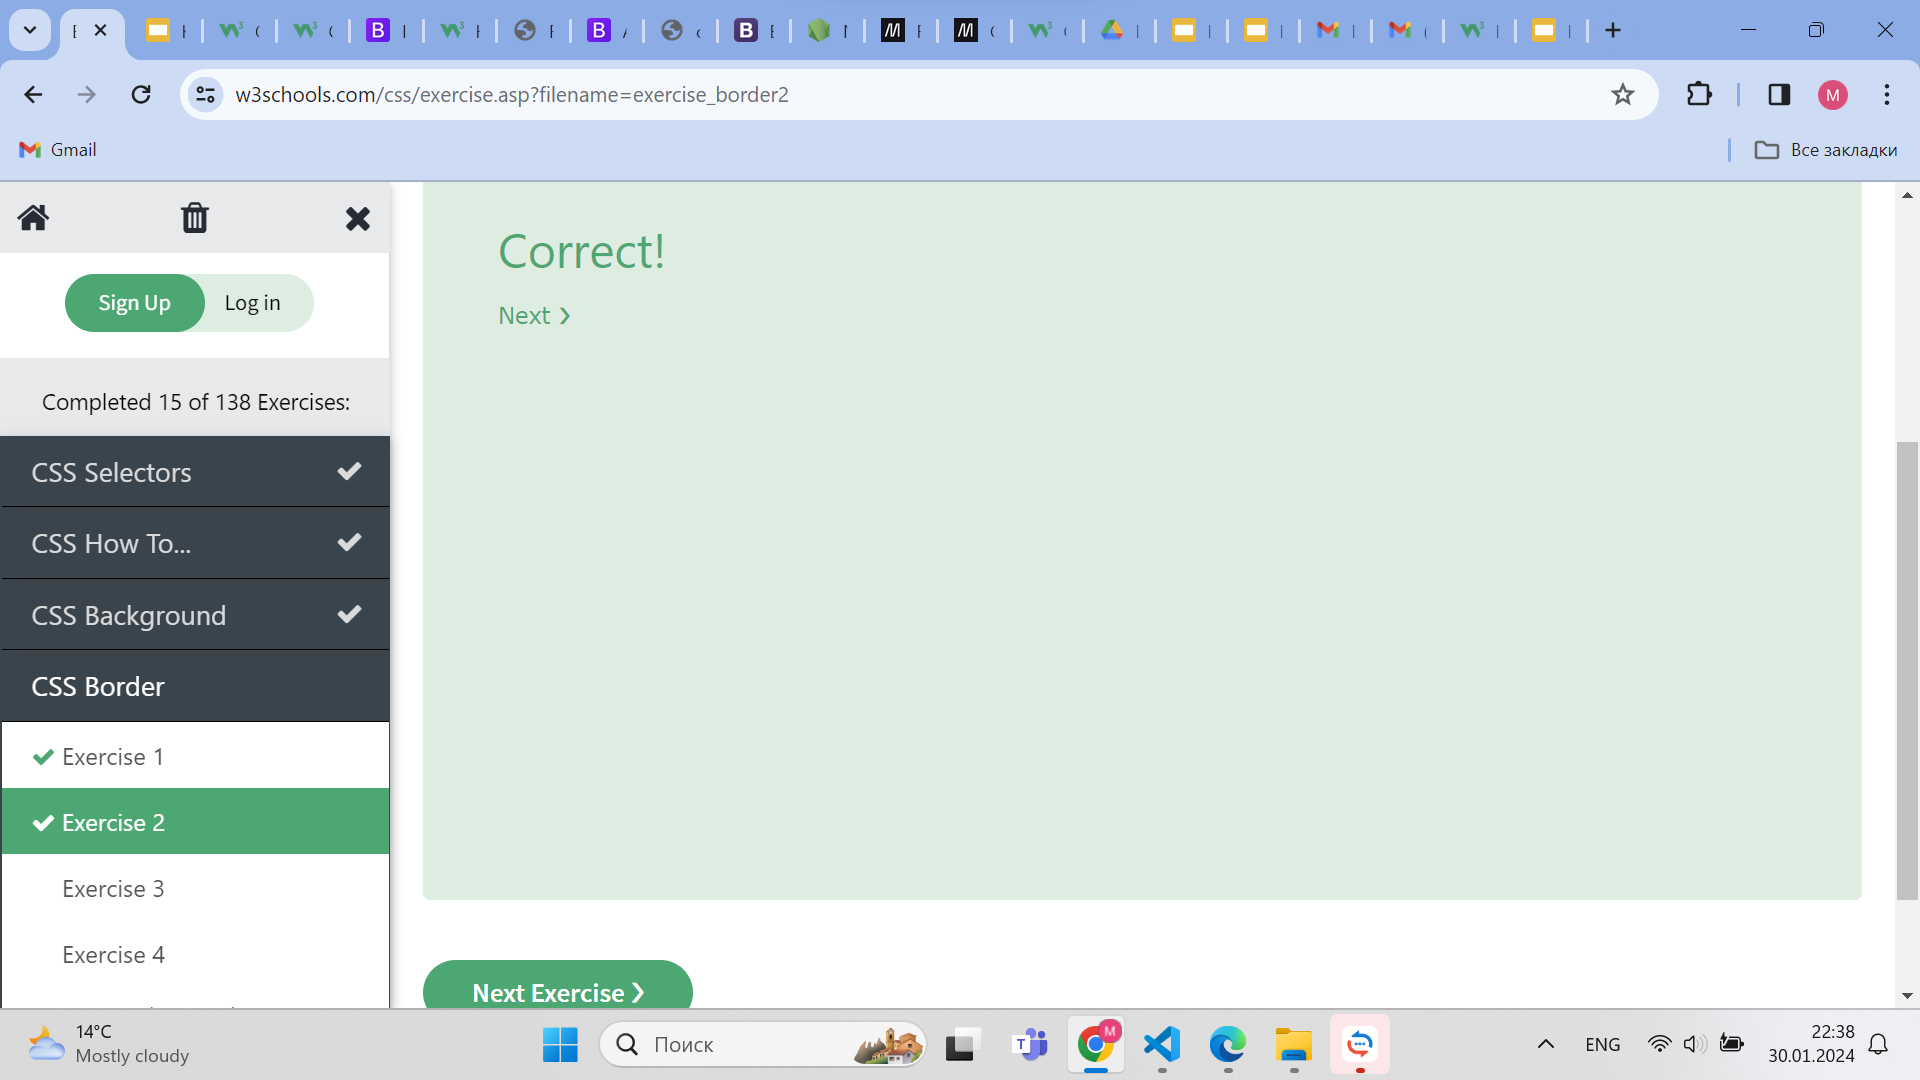 w3schools.com/css/exercise.asp?filename=exercise_border2
M
Gmail
Все закладки
Sign Up
Log in
Completed 15 of 138 Exercises:
CSS Selectors
CSS How To...
CSS Background
CSS Border
Exercise 1
Exercise 2
Exercise 3
Exercise 4
Correct!
Next ❯
Next Exercise ❯
14°C
Mostly cloudy
Поиск
M
ENG
22:38
30.01.2024